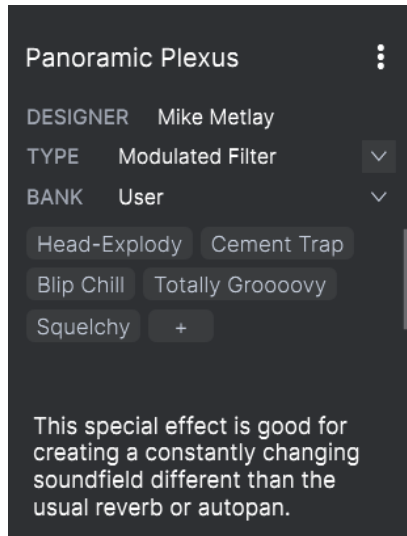 Panoramic Plexus
DESIGNER Mike Metlay
TYPE Modulated Filter
BANK User
Head-Explody Cement Trap
Blip Chill Totally Groooovy
Squelchy +
This special effect is good for
creating a constantly changing
soundfield different than the
usual reverb or autopan.